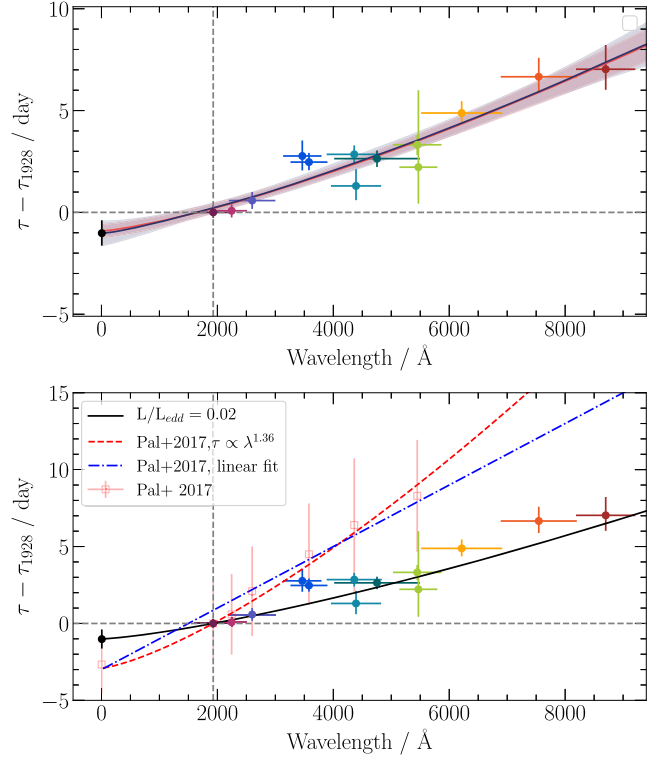 10
5
0
−5
τ − τ1928 / day
0 2000 4000 6000 8000
Wavelength / Å
15
10
5
0
−5
τ − τ1928 / day
L/Ledd = 0.02
Pal+2017,τ ∝ λ^1.36
Pal+2017, linear fit
Pal+ 2017
0 2000 4000 6000 8000
Wavelength / Å